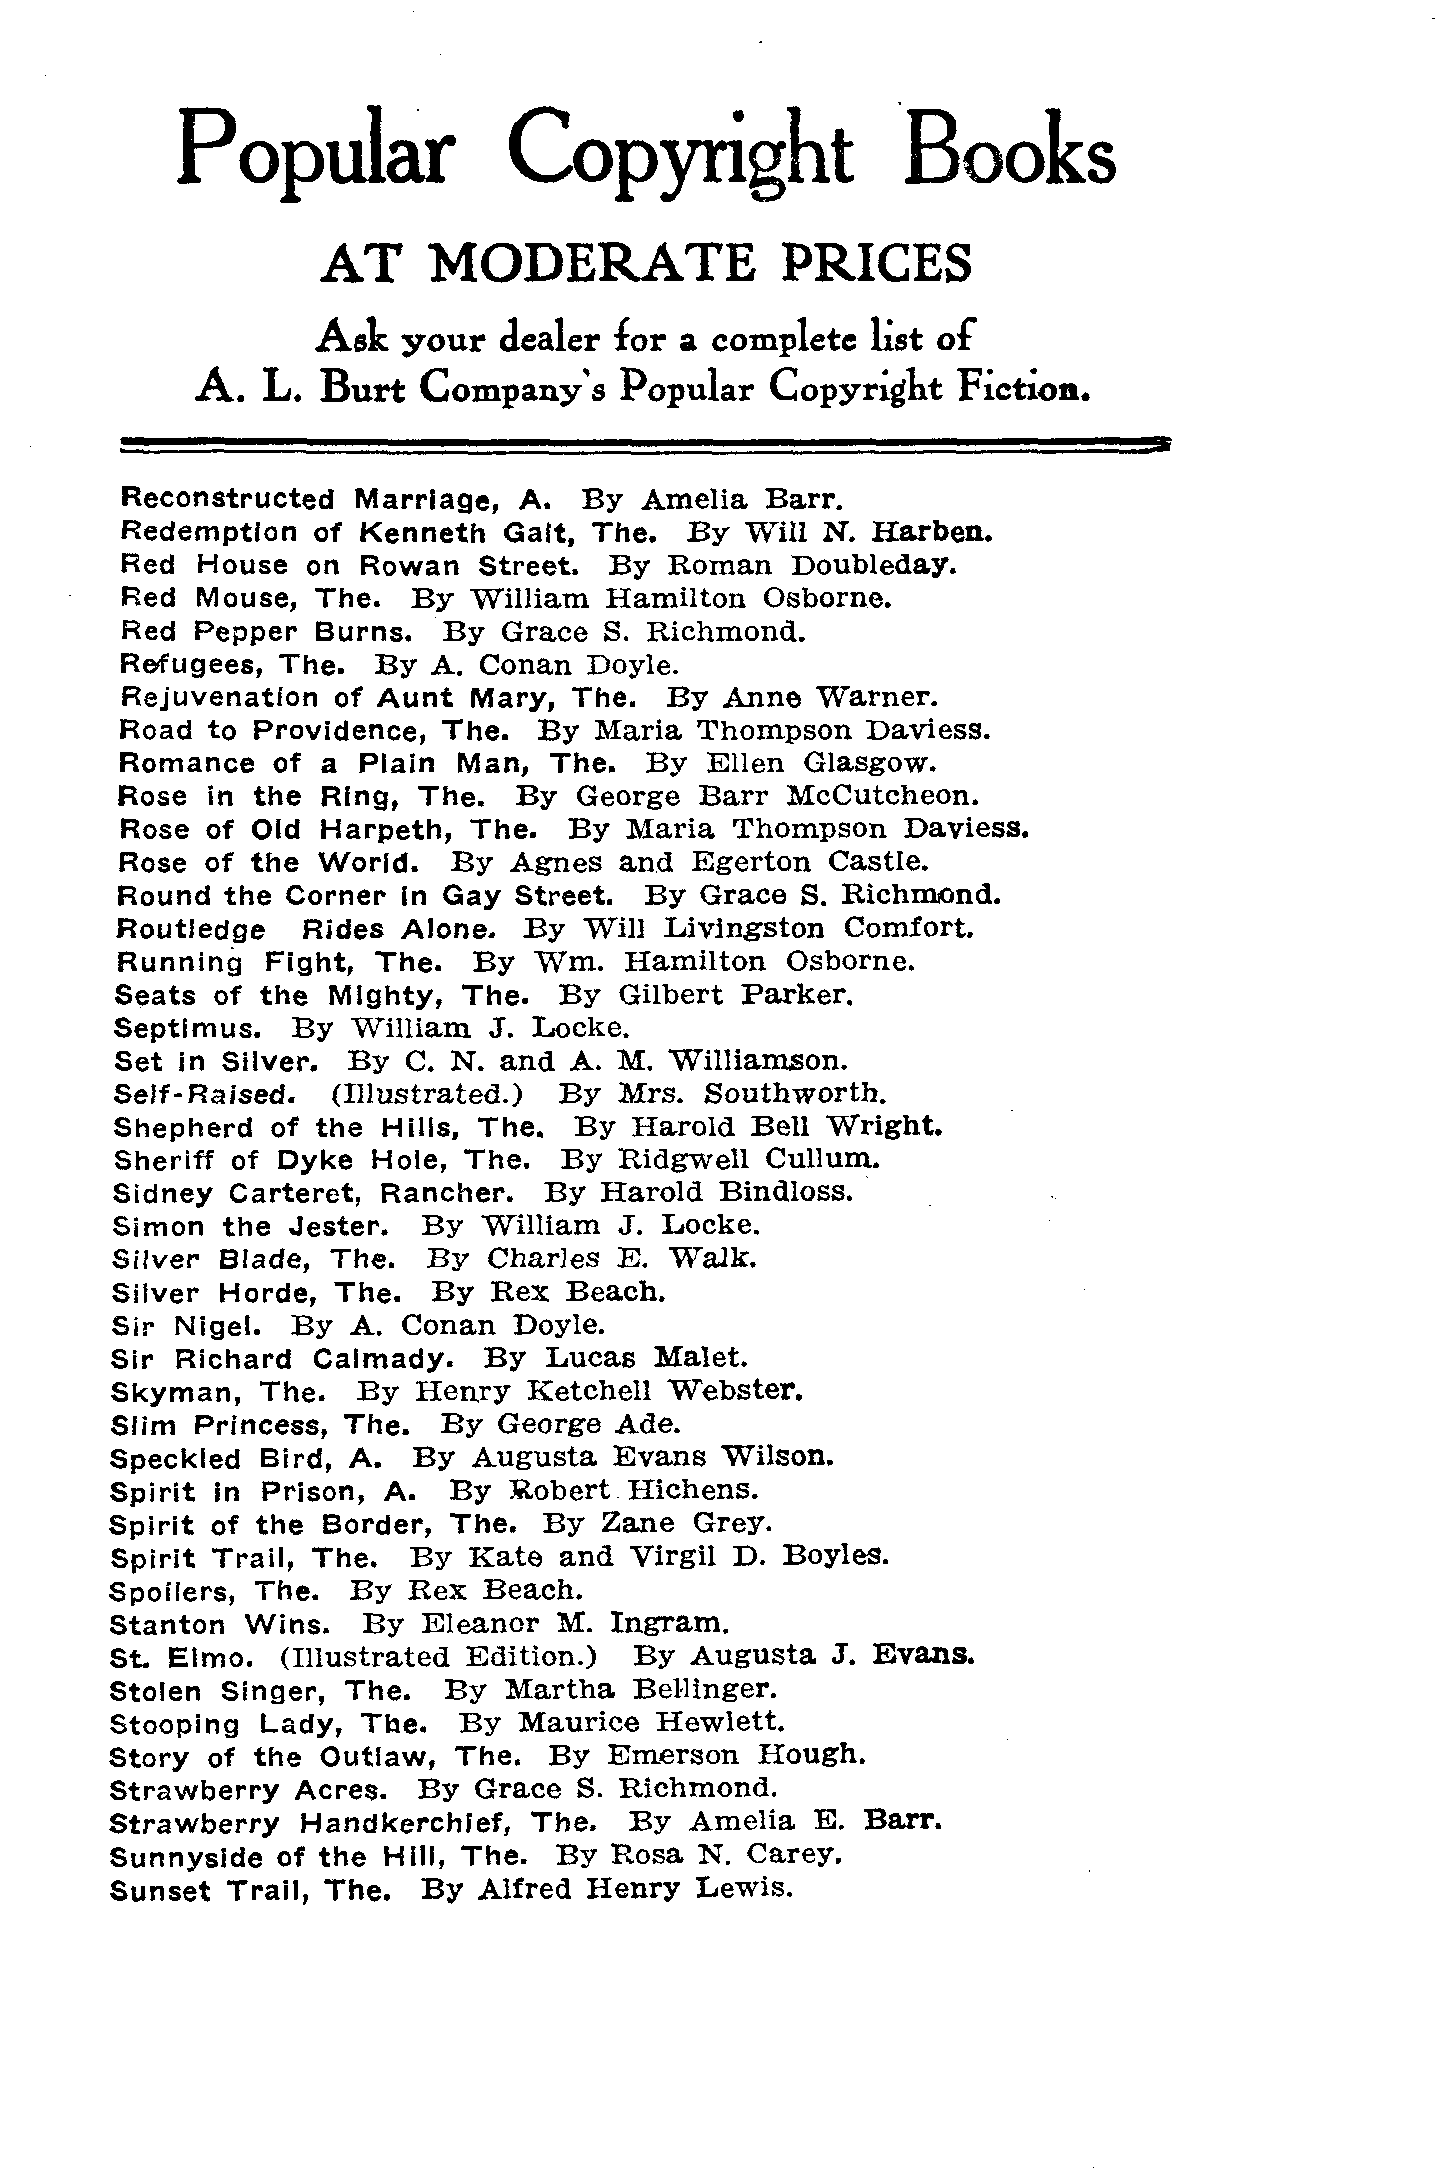 Popular Copyright Books
AT MODERATE PRICES
Ask your dealer for a complete list of
A. L. Burt Company's Popular Copyright Fiction.
Reconstructed Marriage, A. By Amelia Barr.
Redemption of Kenneth Galt, The. By Will N. Harben.
Red House on Rowan Street. By Roman Doubleday.
Red Mouse, The. By William Hamilton Osborne.
Red Pepper Burns. By Grace S. Richmond.
Refugees, The. By A. Conan Doyle.
Rejuvenation of Aunt Mary, The. By Anne Warner.
Road to Providence, The. By Maria Thompson Daviess.
Romance of a Plain Man, The. By Ellen Glasgow.
Rose in the Ring, The. By George Barr McCutcheon.
Rose of Old Harpeth, The. By Maria Thompson Daviess.
Rose of the World. By Agnes and Egerton Castle.
Round the Corner in Gay Street. By Grace S. Richmond.
Routledge Rides Alone. By Will Livingston Comfort.
Running Fight, The. By Wm. Hamilton Osborne.
Seats of the Mighty, The. By Gilbert Parker.
Septimus. By William J. Locke.
Set in Silver. By C. N. and A. M. Williamson.
Self-Raised. (Illustrated.) By Mrs. Southworth.
Shepherd of the Hills, The. By Harold Bell Wright.
Sheriff of Dyke Hole, The. By Ridgwell Cullum.
Sidney Carteret, Rancher. By Harold Bindloss.
Simon the Jester. By William J. Locke.
Silver Blade, The. By Charles E. Walk.
Silver Horde, The. By Rex Beach.
Sir Nigel. By A. Conan Doyle.
Sir Richard Calmady. By Lucas Malet.
Skyman, The. By Henry Ketchell Webster.
Slim Princess, The. By George Ade.
Speckled Bird, A. By Augusta Evans Wilson.
Spirit in Prison, A. By Robert Hichens.
Spirit of the Border, The. By Zane Grey.
Spirit Trail, The. By Kate and Virgil D. Boyles.
Spoilers, The. By Rex Beach.
Stanton Wins. By Eleanor M. Ingram.
St. Elmo. (Illustrated Edition.) By Augusta J. Evans.
Stolen Singer, The. By Martha Bellinger.
Stooping Lady, The. By Maurice Hewlett.
Story of the Outlaw, The. By Emerson Hough.
Strawberry Acres. By Grace S. Richmond.
Strawberry Handkerchief, The. By Amelia E. Barr.
Sunnyside of the Hill, The. By Rosa N. Carey.
Sunset Trail, The. By Alfred Henry Lewis.